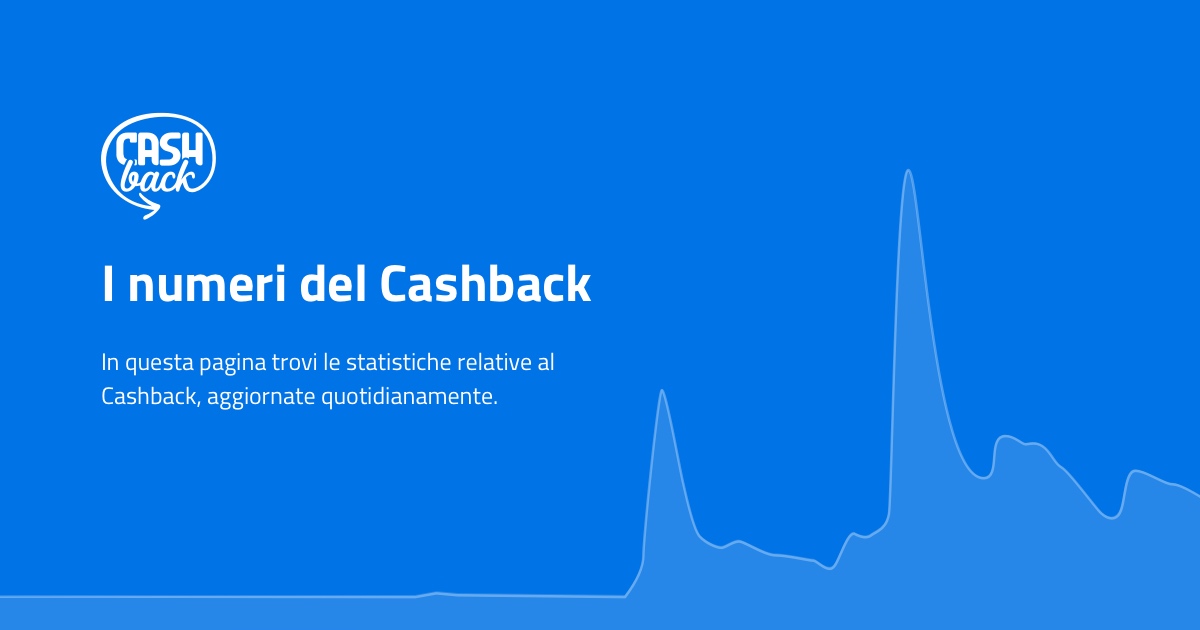 CASH
back
I numeri del Cashback
In questa pagina trovi le statistiche relative al
Cashback, aggiornate quotidianamente.